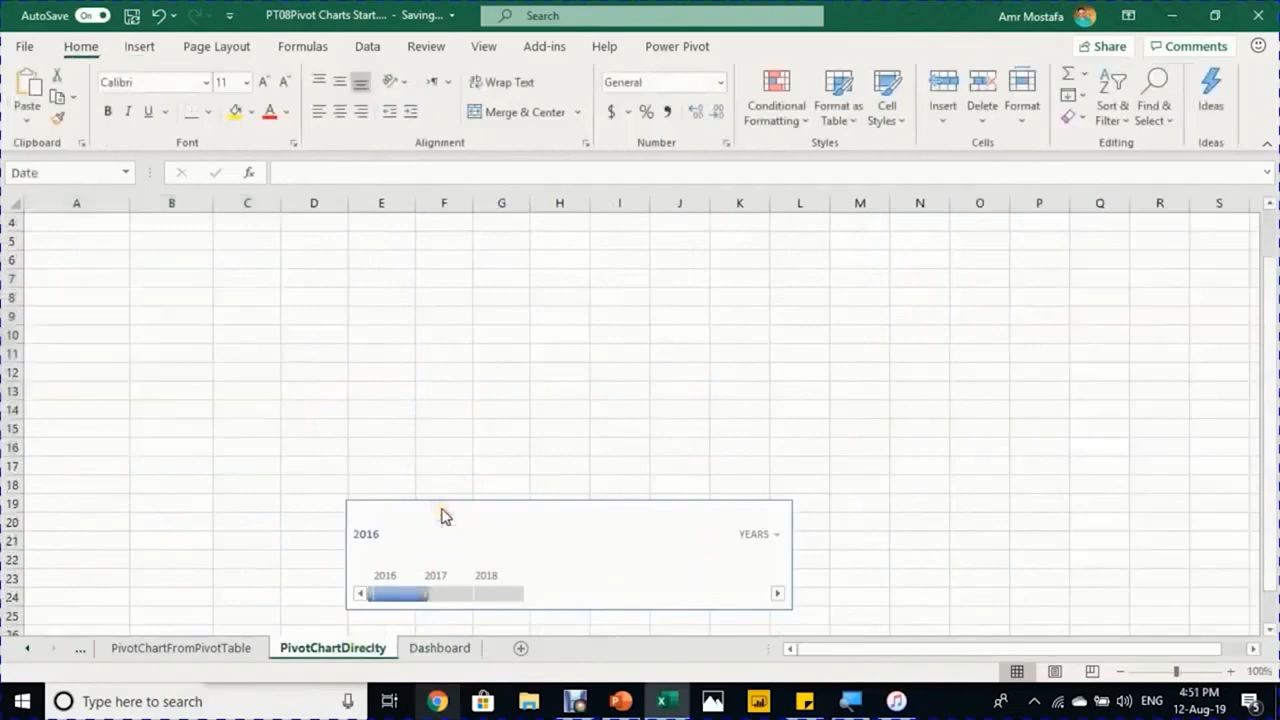 AutoSave On PT08Pivot Charts Start.... - Saving... Search Amr Mostafa
File Home Insert Page Layout Formulas Data Review View Add-ins Help Power Pivot Share Comments
Paste Calibri 11 Wrap Text General Conditional Formatting Format as Table Cell Styles Insert Delete Format Sort & Filter Find & Select Ideas
B I U Merge & Center $ %
Clipboard Font Alignment Number Styles Cells Editing Ideas
Date fx
A B C D E F G H I J K L M N O P Q R S
4
5
6
7
8
9
10
11
12
13
14
15
16
17
18
19
20
21
22
23
24
25
26
2016 YEARS
2016 2017 2018
... PivotChartFromPivotTable PivotChartDirecity Dashboard
100%
Type here to search ENG 4:51 PM
12-Aug-19 5